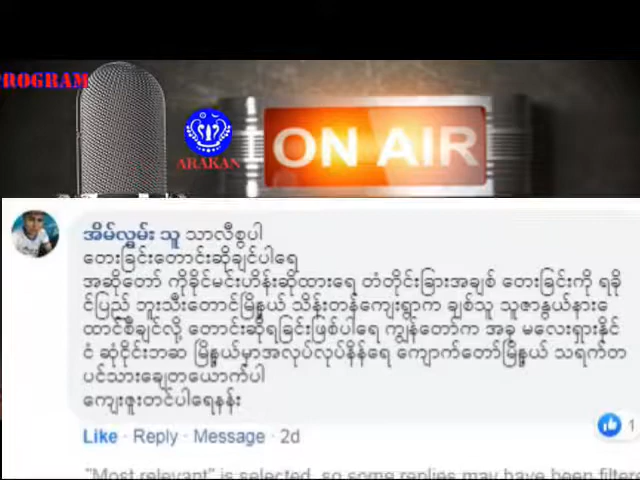 PROGRAM
ARAKAN
ON AIR
အိမ်လွမ်း သူ သာလီစွပါ
တေးခြင်းတောင်းဆိုချင်ပါရေ
အဆိုတော် ကိုခိုင်မင်းဟိန်းဆိုထားရေ တံတိုင်းခြားအချစ် တေးခြင်းကို ရခို
င်ပြည် ဘူးသီးတောင်မြို့နယ် သိန်းတန်ကျေးရွာက ချစ်သူ သူဇာနွယ်နားထေ
ထောင်စီချင်လို့ တောင်းဆိုရခြင်းဖြစ်ပါရေ ကျွန်တော်က အခု မလေးရှားနိုင်
ငံ ဆုံငိုင်းဘဆ မြို့နယ်မှာအလုပ်လုပ်နိန်ရေ ကျောက်တော်မြို့နယ် သရက်တ
ပင်သားချေတယောက်ပါ
ကျေးဇူးတင်ပါရေနန်း
Like · Reply · Message · 2d
1
"Most relevant" is selected, so some replies may have been filtere